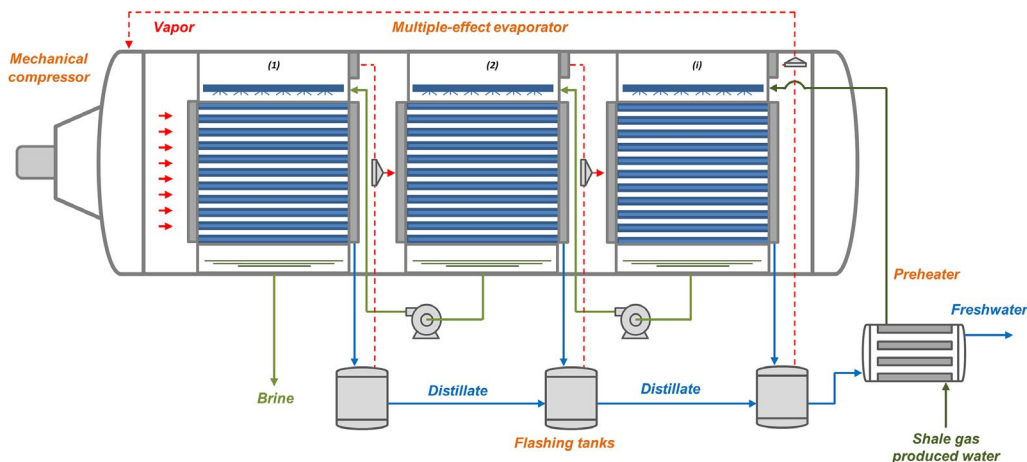 Vapor
Multiple-effect evaporator
Mechanical
compressor
(1)
(2)
(i)
Preheater
Freshwater
Brine
Distillate
Distillate
Flashing tanks
Shale gas
produced water